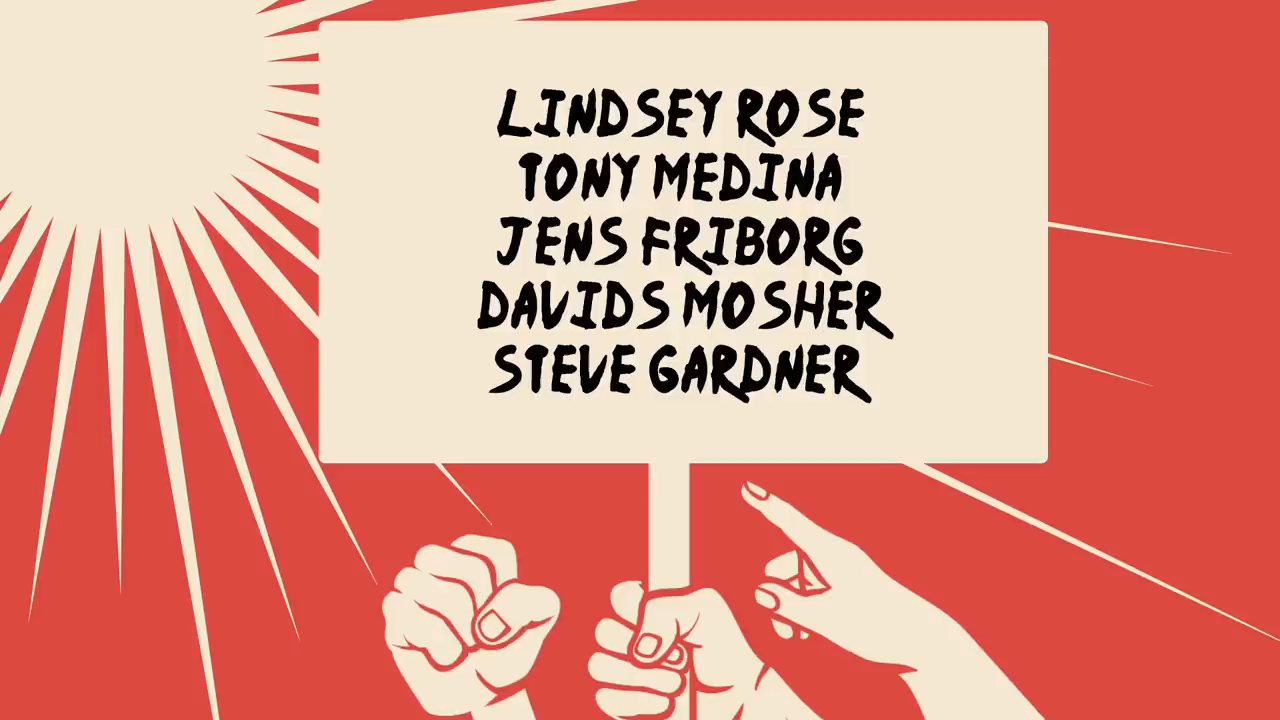 LINDSEY ROSE
TONY MEDINA
JENS FRIBORG
DAVIDS MOSHER
STEVE GARDNER